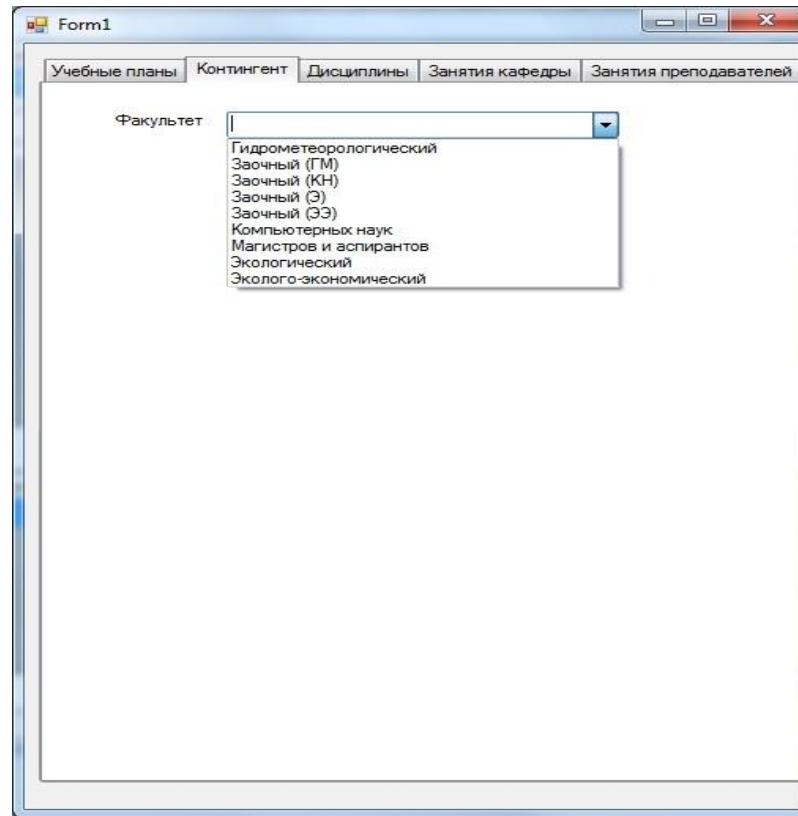 Form1
Учебные планы Контингент Дисциплины Занятия кафедры Занятия преподавателей
Факультет
Гидрометеорологический
Заочный (ГМ)
Заочный (КН)
Заочный (Э)
Заочный (ЭЭ)
Компьютерных наук
Магистров и аспирантов
Экологический
Эколого-экономический